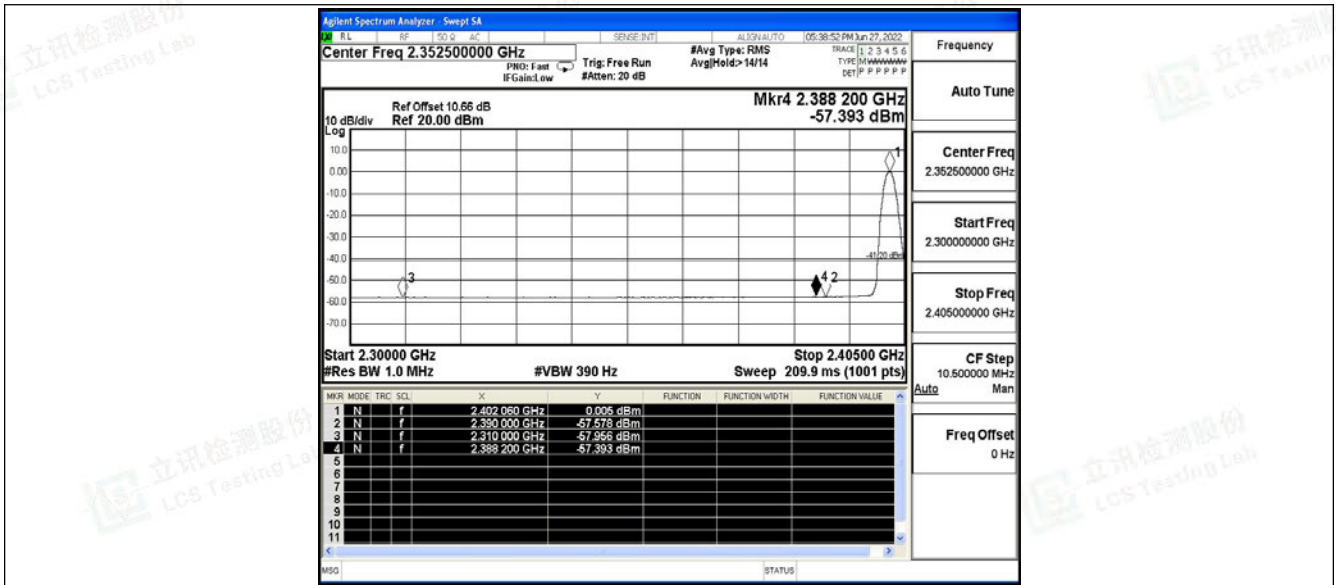 Agilent Spectrum Analyzer - Swept SA
RL RF 50 Ω AC SENSE:INT ALIGNAUTO 05:38:52 PM Jun 27, 2022
Center Freq 2.352500000 GHz
PNO: Fast
IFGain:Low
Trig: Free Run
#Atten: 20 dB
#Avg Type: RMS
Avg|Hold:>14/14
TRACE 1 2 3 4 5 6
TYPE M
DET P P P P P P
Ref Offset 10.66 dB
10 dB/div Ref 20.00 dBm
Log
Mkr4 2.388 200 GHz
-57.393 dBm
10.0
0.00
-10.0
-20.0
-30.0
-40.0
-50.0
-60.0
-70.0
1
-41.20 dBm
3
4 2
Start 2.30000 GHz Stop 2.40500 GHz
#Res BW 1.0 MHz #VBW 390 Hz Sweep 209.9 ms (1001 pts)
MKR MODE TRC SCL X Y FUNCTION FUNCTION WIDTH FUNCTION VALUE
1 N f 2.402 060 GHz 0.005 dBm
2 N f 2.390 000 GHz -57.578 dBm
3 N f 2.310 000 GHz -57.956 dBm
4 N f 2.388 200 GHz -57.393 dBm
5
6
7
8
9
10
11
MSG STATUS
Frequency
Auto Tune
Center Freq
2.352500000 GHz
Start Freq
2.300000000 GHz
Stop Freq
2.405000000 GHz
CF Step
10.500000 MHz
Auto Man
Freq Offset
0 Hz
立讯检测股份
LCS Testing Lab
立讯检测股份
LCS Testing Lab
立讯检测股份
LCS Testing Lab
立讯检测股份
LCS Testing Lab